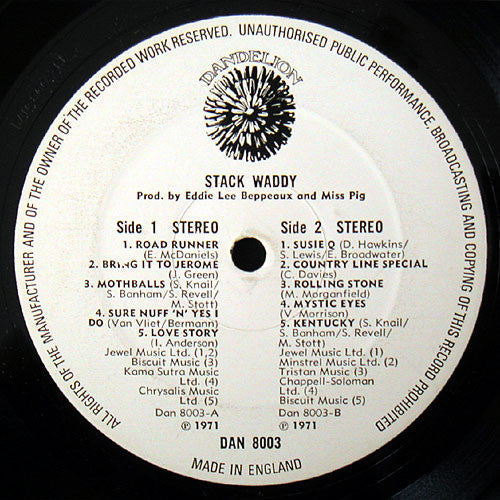 ALL RIGHTS OF THE MANUFACTURER AND OF THE OWNER OF THE RECORDED WORK RESERVED. UNAUTHORISED PUBLIC PERFORMANCE, BROADCASTING AND COPYING OF THIS RECORD PROHIBITED
DANDELION
STACK WADDY
Prod. by Eddie Lee Beppeaux and Miss Pig
Side 1 STEREO
1. ROAD RUNNER
(E. McDaniels)
2. BRING IT TO JEROME
(J. Green)
3. MOTHBALLS (S. Knail/
S. Banham/S. Revell/
M. Stott)
4. SURE NUFF 'N' YES I
DO (Van Vliet/Bermann)
5. LOVE STORY
(I. Anderson)
Jewel Music Ltd. (1,2)
Biscuit Music (3)
Kama Sutra Music
Ltd. (4)
Chrysalis Music
Ltd. (5)
Dan 8003-A
℗ 1971
Side 2 STEREO
1. SUSIE Q (D. Hawkins/
S. Lewis/E. Broadwater)
2. COUNTRY LINE SPECIAL
(C. Davies)
3. ROLLING STONE
(M. Morganfield)
4. MYSTIC EYES
(V. Morrison)
5. KENTUCKY (S. Knail/
S. Banham/S. Revell/
M. Stott)
Jewel Music Ltd. (1)
Minstrel Music Ltd. (2)
Tristan Music (3)
Chappell-Soloman
Ltd. (4)
Biscuit Music (5)
Dan 8003-B
℗ 1971
DAN 8003
MADE IN ENGLAND